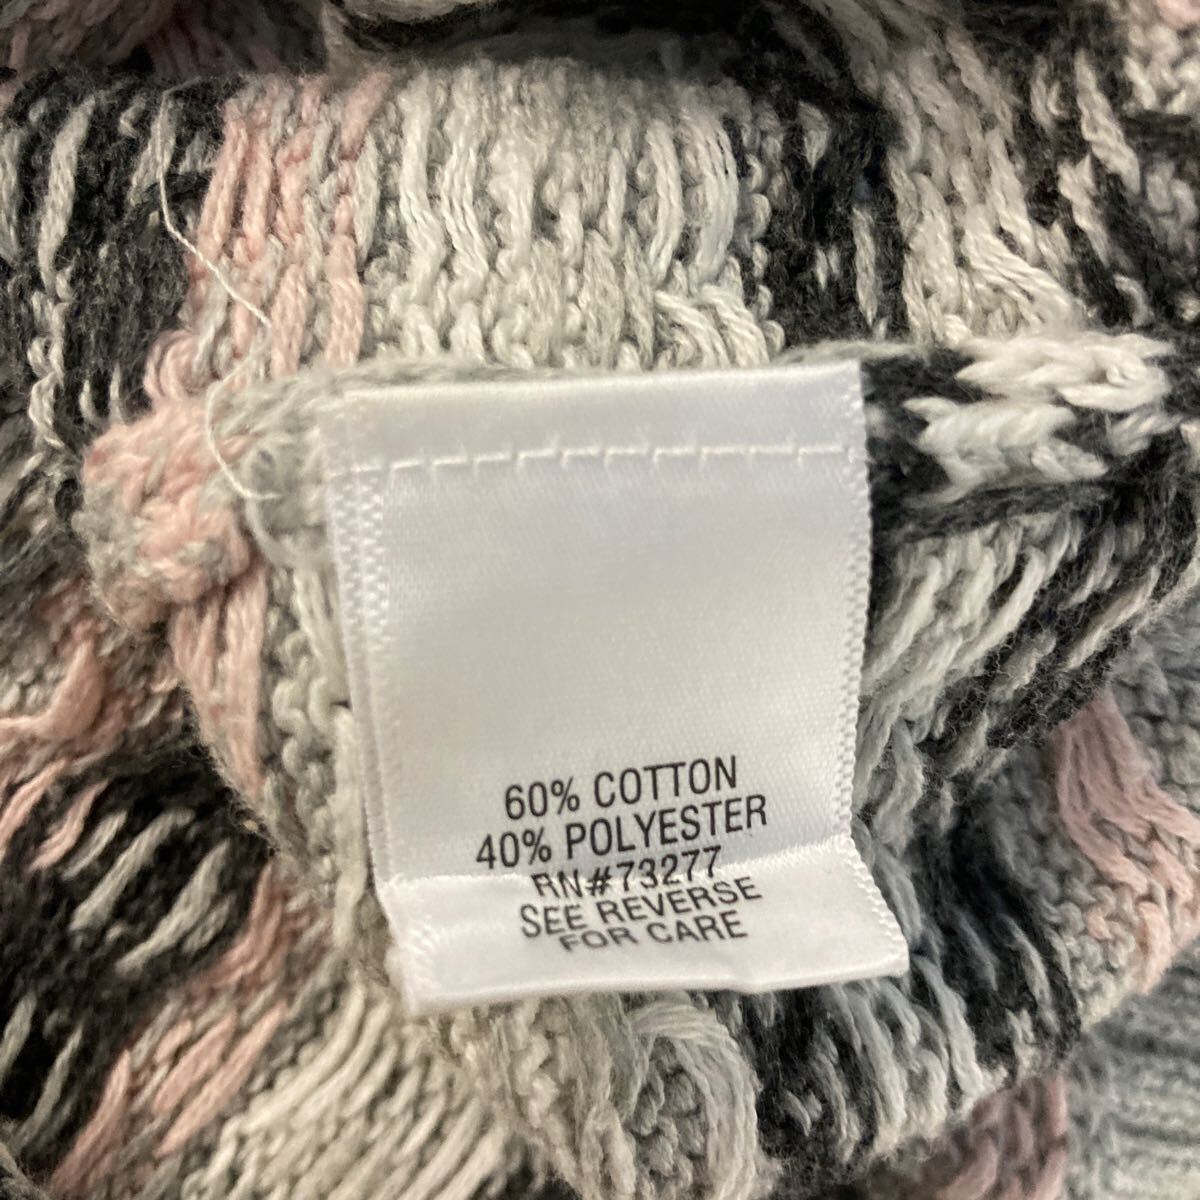 60% COTTON
40% POLYESTER
RN#73277
SEE REVERSE
FOR CARE